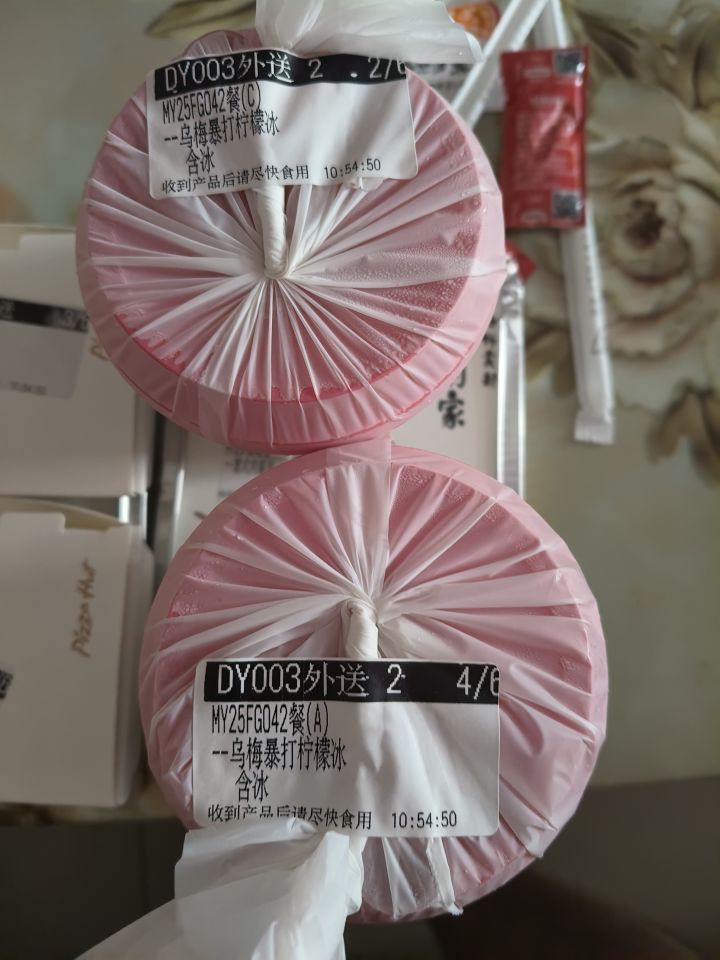 DY003外送 2 . 2/6
MY25FG042餐(C)
--乌梅暴打柠檬冰
含冰
收到产品后请尽快食用 10:54:50
家
Pizza Hut
DY003外送 2 4/6
MY25FG042餐(A)
--乌梅暴打柠檬冰
含冰
收到产品后请尽快食用 10:54:50